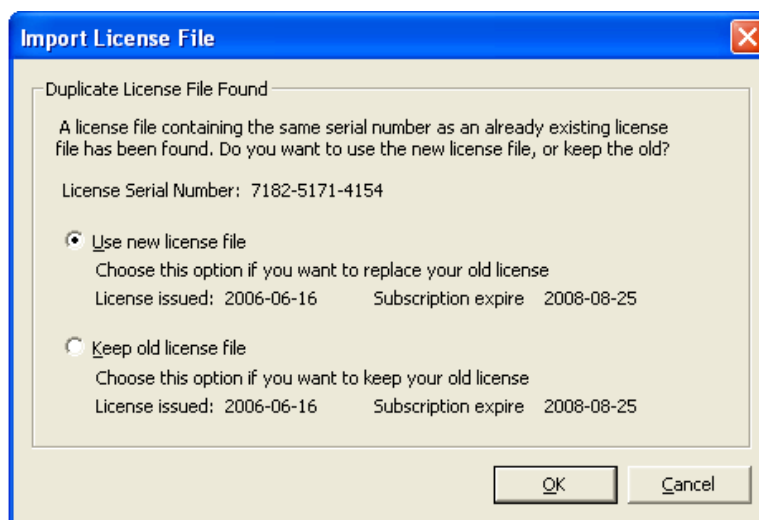 Import License File
Duplicate License File Found
A license file containing the same serial number as an already existing license
file has been found. Do you want to use the new license file, or keep the old?
License Serial Number: 7182-5171-4154
Use new license file
Choose this option if you want to replace your old license
License issued: 2006-06-16 Subscription expire 2008-08-25
Keep old license file
Choose this option if you want to keep your old license
License issued: 2006-06-16 Subscription expire 2008-08-25
OK Cancel